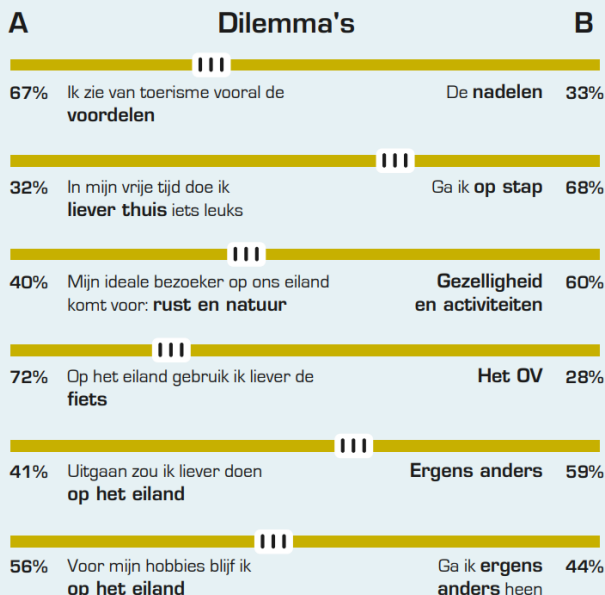 A Dilemma's B
67% Ik zie van toerisme vooral de De nadelen 33%
voordelen
32% In mijn vrije tijd doe ik Ga ik op stap 68%
liever thuis iets leuks
40% Mijn ideale bezoeker op ons eiland Gezelligheid 60%
komt voor: rust en natuur en activiteiten
72% Op het eiland gebruik ik liever de Het OV 28%
fiets
41% Uitgaan zou ik liever doen Ergens anders 59%
op het eiland
56% Voor mijn hobbies blijf ik Ga ik ergens 44%
op het eiland anders heen